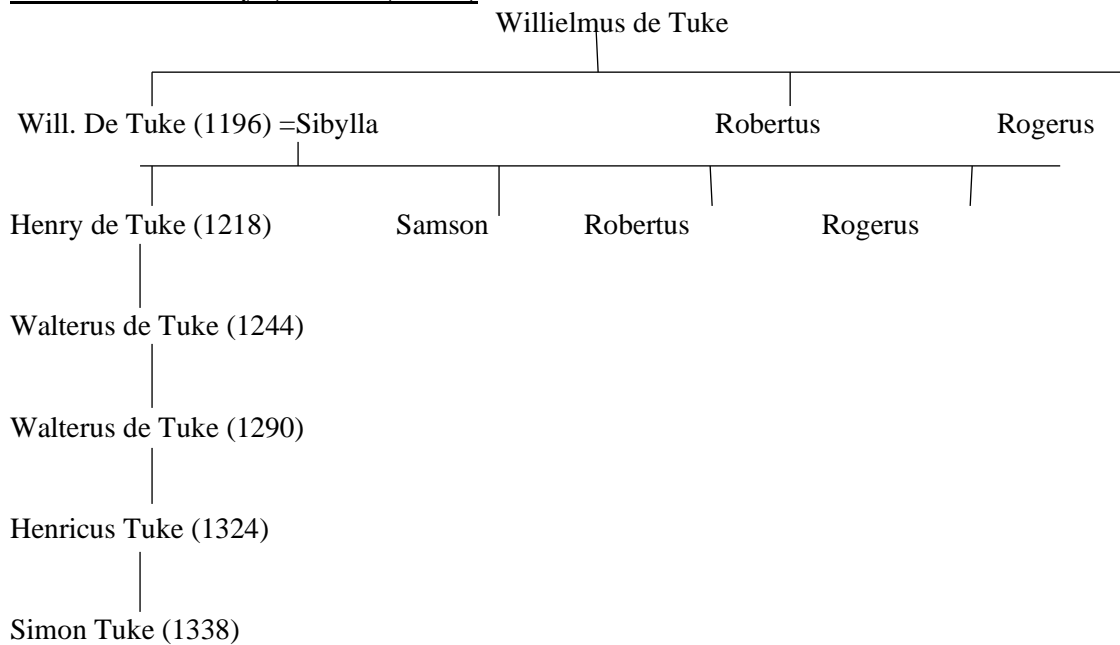 Willielmus de Tuke
Will. De Tuke (1196) =Sibylla Robertus Rogerus
Henry de Tuke (1218) Samson Robertus Rogerus
Walterus de Tuke (1244)
Walterus de Tuke (1290)
Henricus Tuke (1324)
Simon Tuke (1338)